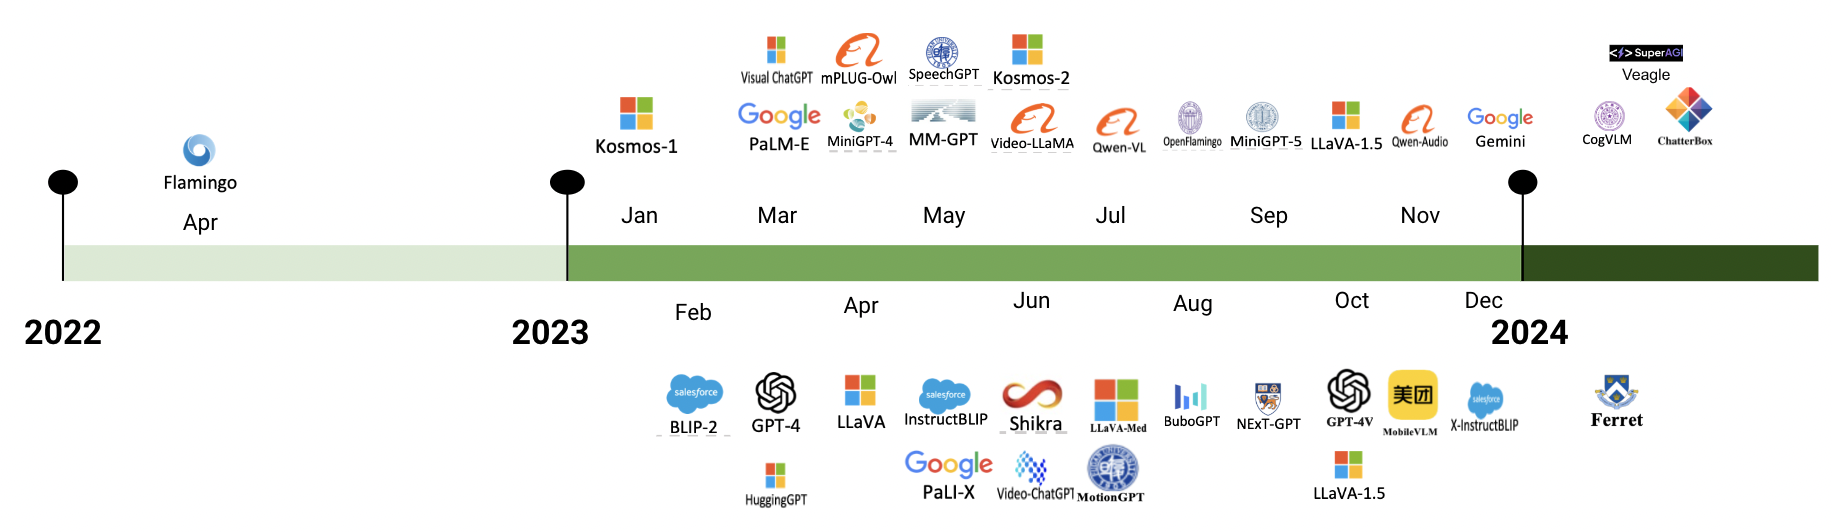 <⚡> SuperAGI
Veagle
Visual ChatGPT
mPLUG-Owl
SpeechGPT
Kosmos-2
Google
Google
Kosmos-1
PaLM-E
MiniGPT-4
MM-GPT
Video-LLaMA
Qwen-VL
OpenFlamingo
MiniGPT-5
LLaVA-1.5
Qwen-Audio
Gemini
CogVLM
ChatterBox
Flamingo
Apr
Jan
Mar
May
Jul
Sep
Nov
Feb
Apr
Jun
Aug
Oct
Dec
2022
2023
2024
salesforce
BLIP-2
GPT-4
LLaVA
salesforce
InstructBLIP
Shikra
LLaVA-Med
BuboGPT
NExT-GPT
GPT-4V
美团
MobileVLM
salesforce
X-InstructBLIP
Ferret
HuggingGPT
Google
PaLI-X
Video-ChatGPT
MotionGPT
LLaVA-1.5